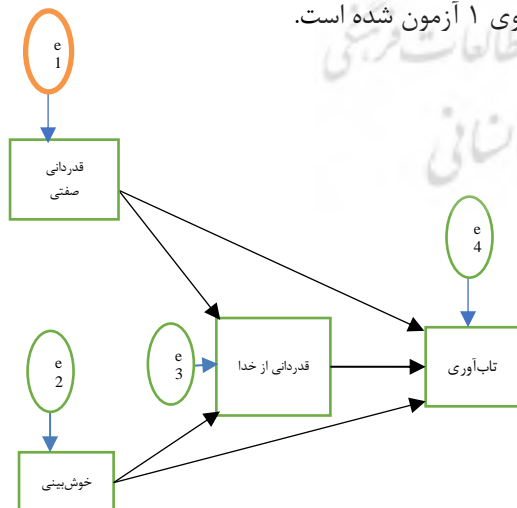 وی ۱ آزمون شده است.
e
1
قدردانی
صفتی
e
4
e
2
e
3
قدردانی از خدا
تاب‌آوری
خوش‌بینی